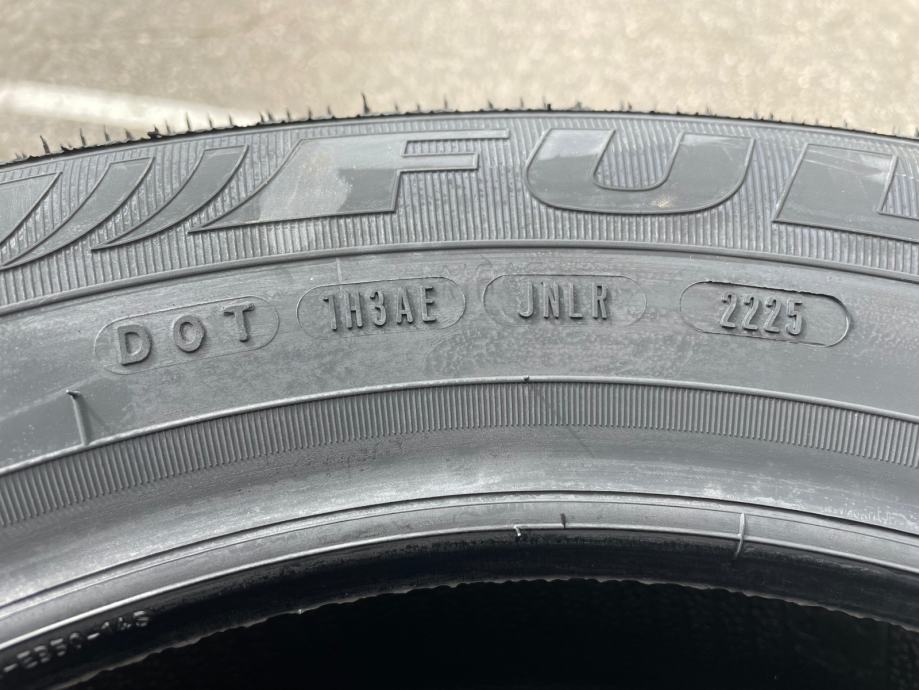 FUL
DOT 1H3AE JNLR 2225